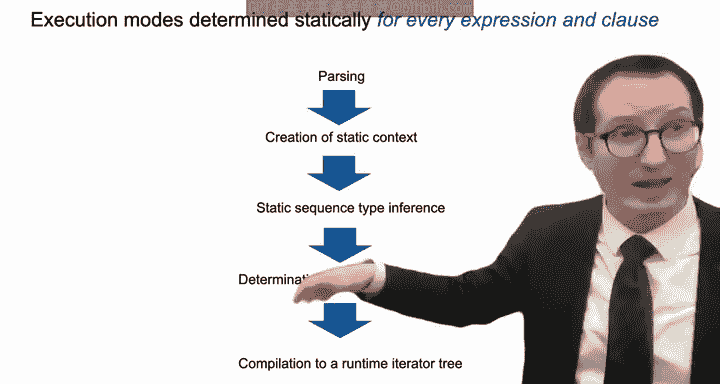 Execution modes determined statically for every expression and clause
Parsing
Creation of static context
Static sequence type inference
Compilation to a runtime iterator tree